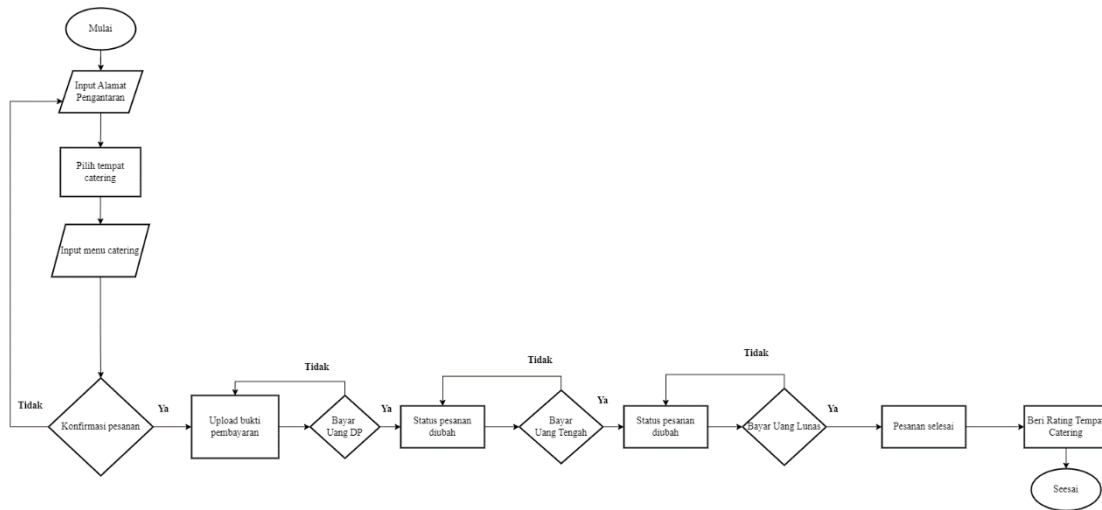 Mulai
Input Alamat
Pengantaran
Pilih tempat
catering
Input menu catering
Tidak
Konfirmasi pesanan
Ya
Upload bukti
pembayaran
Tidak
Bayar
Uang DP
Ya
Status pesanan
diubah
Tidak
Bayar
Uang Tengah
Ya
Status pesanan
diubah
Tidak
Bayar Uang Lunas
Ya
Pesanan selesai
Beri Rating Tempat
Catering
Seesai